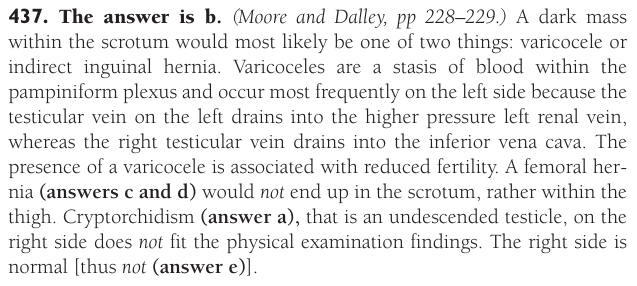 437. The answer is b. (Moore and Dalley, pp 228–229.) A dark mass
within the scrotum would most likely be one of two things: varicocele or
indirect inguinal hernia. Varicoceles are a stasis of blood within the
pampiniform plexus and occur most frequently on the left side because the
testicular vein on the left drains into the higher pressure left renal vein,
whereas the right testicular vein drains into the inferior vena cava. The
presence of a varicocele is associated with reduced fertility. A femoral her-
nia (answers c and d) would not end up in the scrotum, rather within the
thigh. Cryptorchidism (answer a), that is an undescended testicle, on the
right side does not fit the physical examination findings. The right side is
normal [thus not (answer e)].